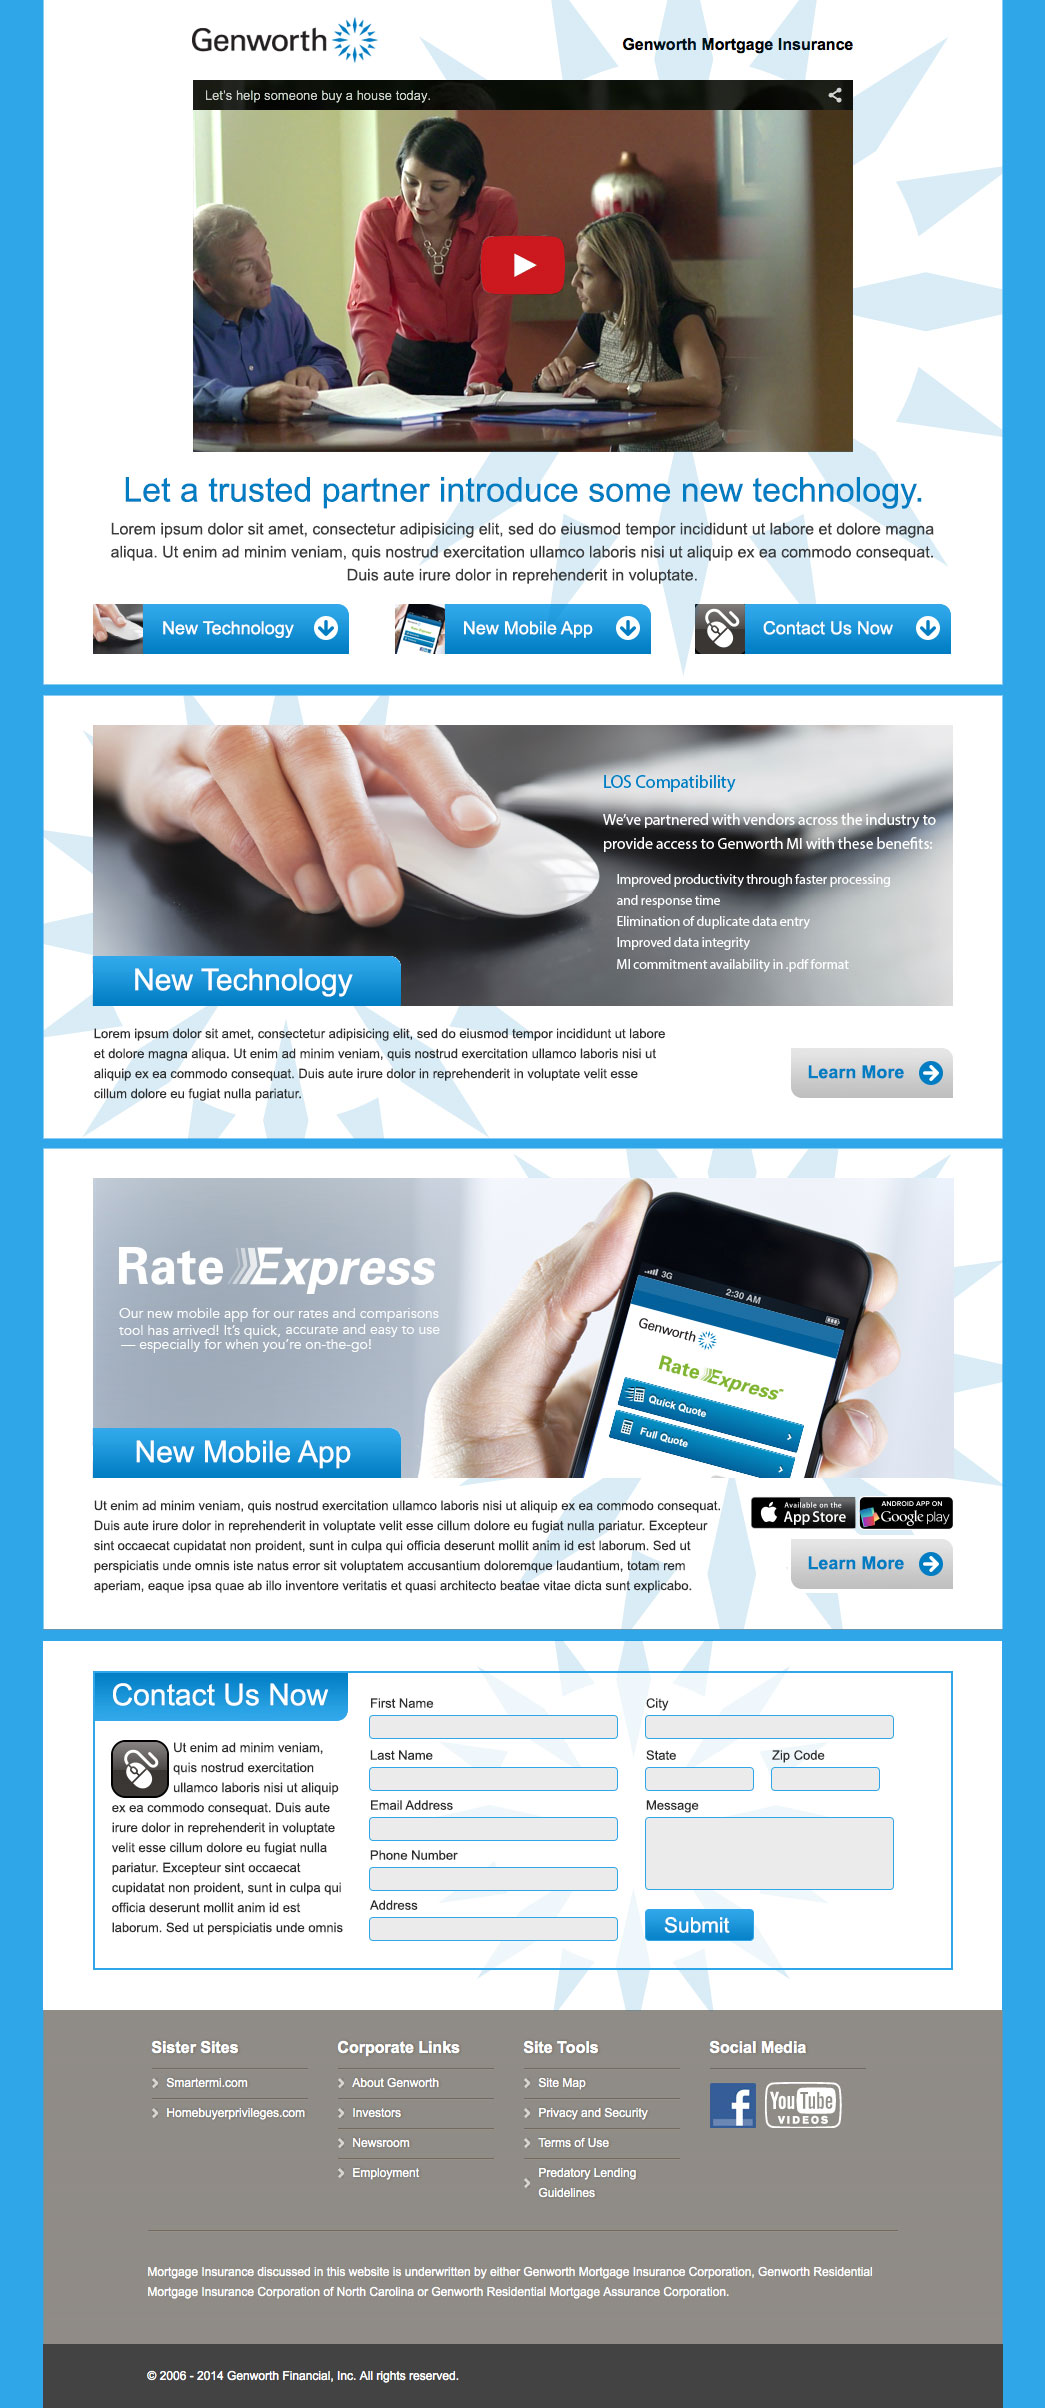 Genworth
Genworth Mortgage Insurance
Let's help someone buy a house today.
Let a trusted partner introduce some new technology.
Lorem ipsum dolor sit amet, consectetur adipisicing elit, sed do eiusmod tempor incididunt ut labore et dolore magna
aliqua. Ut enim ad minim veniam, quis nostrud exercitation ullamco laboris nisi ut aliquip ex ea commodo consequat.
Duis aute irure dolor in reprehenderit in voluptate.
New Technology
New Mobile App
Contact Us Now
LOS Compatibility
We've partnered with vendors across the industry to
provide access to Genworth MI with these benefits:
Improved productivity through faster processing
and response time
Elimination of duplicate data entry
Improved data integrity
MI commitment availability in .pdf format
New Technology
Lorem ipsum dolor sit amet, consectetur adipisicing elit, sed do eiusmod tempor incididunt ut labore
et dolore magna aliqua. Ut enim ad minim veniam, quis nostrud exercitation ullamco laboris nisi ut
aliquip ex ea commodo consequat. Duis aute irure dolor in reprehenderit in voluptate velit esse
cillum dolore eu fugiat nulla pariatur.
Learn More
Rate Express
Our new mobile app for our rates and comparisons
tool has arrived! It's quick, accurate and easy to use
— especially for when you're on-the-go!
3G
2:30 AM
Genworth
Rate Express℠
Quick Quote
Full Quote
New Mobile App
Ut enim ad minim veniam, quis nostrud exercitation ullamco laboris nisi ut aliquip ex ea commodo consequat.
Duis aute irure dolor in reprehenderit in voluptate velit esse cillum dolore eu fugiat nulla pariatur. Excepteur
sint occaecat cupidatat non proident, sunt in culpa qui officia deserunt mollit anim id est laborum. Sed ut
perspiciatis unde omnis iste natus error sit voluptatem accusantium doloremque laudantium, totam rem
aperiam, eaque ipsa quae ab illo inventore veritatis et quasi architecto beatae vitae dicta sunt explicabo.
Available on the
App Store
ANDROID APP ON
Google play
Learn More
Contact Us Now
Ut enim ad minim veniam,
quis nostrud exercitation
ullamco laboris nisi ut aliquip
ex ea commodo consequat. Duis aute
irure dolor in reprehenderit in voluptate
velit esse cillum dolore eu fugiat nulla
pariatur. Excepteur sint occaecat
cupidatat non proident, sunt in culpa qui
officia deserunt mollit anim id est
laborum. Sed ut perspiciatis unde omnis
First Name
Last Name
Email Address
Phone Number
Address
City
State
Zip Code
Message
Submit
Sister Sites
Smartermi.com
Homebuyerprivileges.com
Corporate Links
About Genworth
Investors
Newsroom
Employment
Site Tools
Site Map
Privacy and Security
Terms of Use
Predatory Lending
Guidelines
Social Media
f
You Tube
VIDEOS
Mortgage Insurance discussed in this website is underwritten by either Genworth Mortgage Insurance Corporation, Genworth Residential
Mortgage Insurance Corporation of North Carolina or Genworth Residential Mortgage Assurance Corporation.
© 2006 - 2014 Genworth Financial, Inc. All rights reserved.